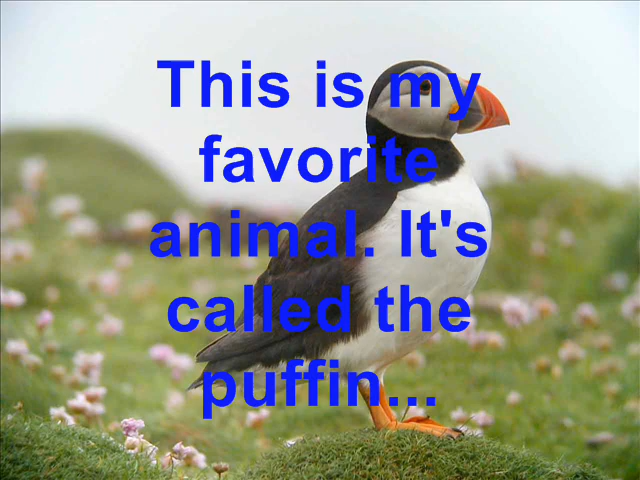 This is my
favorite
animal. It's
called the
puffin...